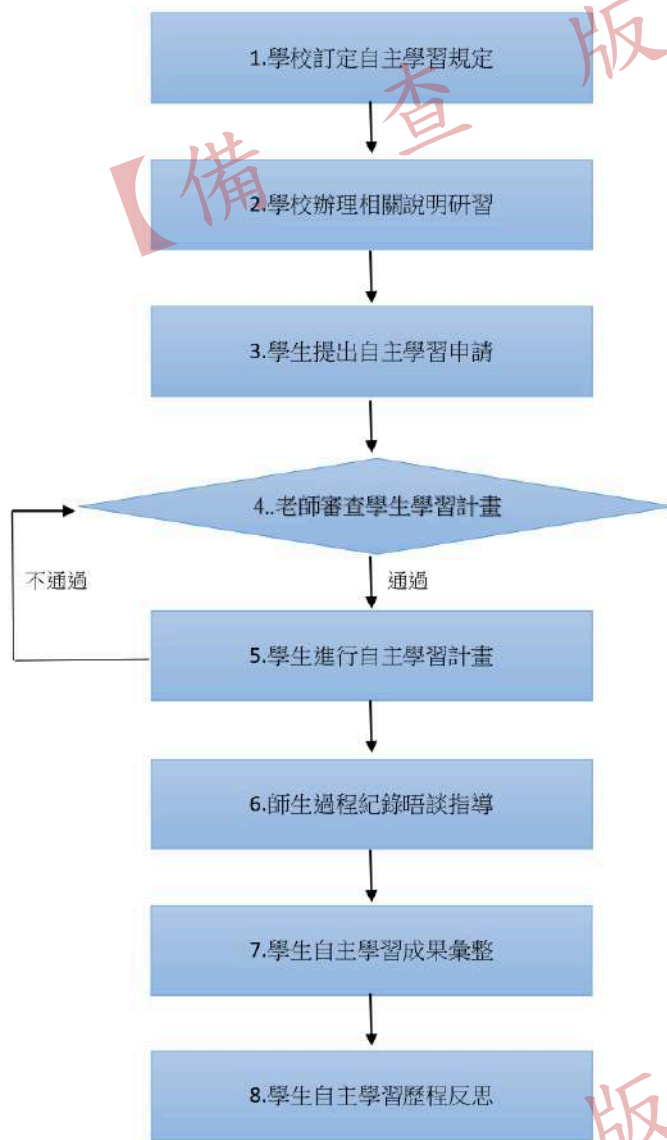 1.學校訂定自主學習規定
2.學校辦理相關說明研習
3.學生提出自主學習申請
4..老師審查學生學習計畫
不通過
通過
5.學生進行自主學習計畫
6.師生過程紀錄晤談指導
7.學生自主學習成果彙整
8.學生自主學習歷程反思
【備查版
版